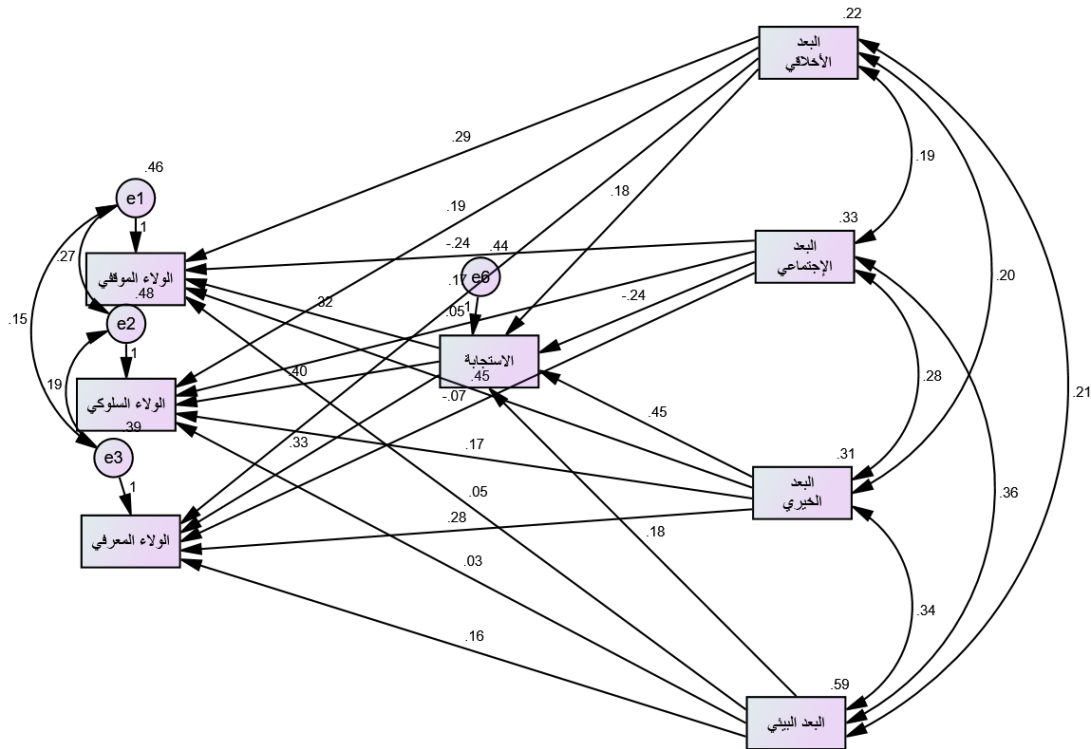 .22
البعد
الأخلاقي
.29
.19
.46
e1
.19
.18
.33
1
-.24
.44
البعد
الإجتماعي
.27
e6
.20
الولاء الموقفي
.17
.48
.32
.05
1
-.24
.15
e2
الاستجابة
1
.40
.45
.28
.21
19
-.07
الولاء السلوكي
.45
.39
.33
.17
.31
e3
البعد
الخيري
.36
1
.05
.28
.18
الولاء المعرفي
.03
.34
.16
.59
البعد البيئي